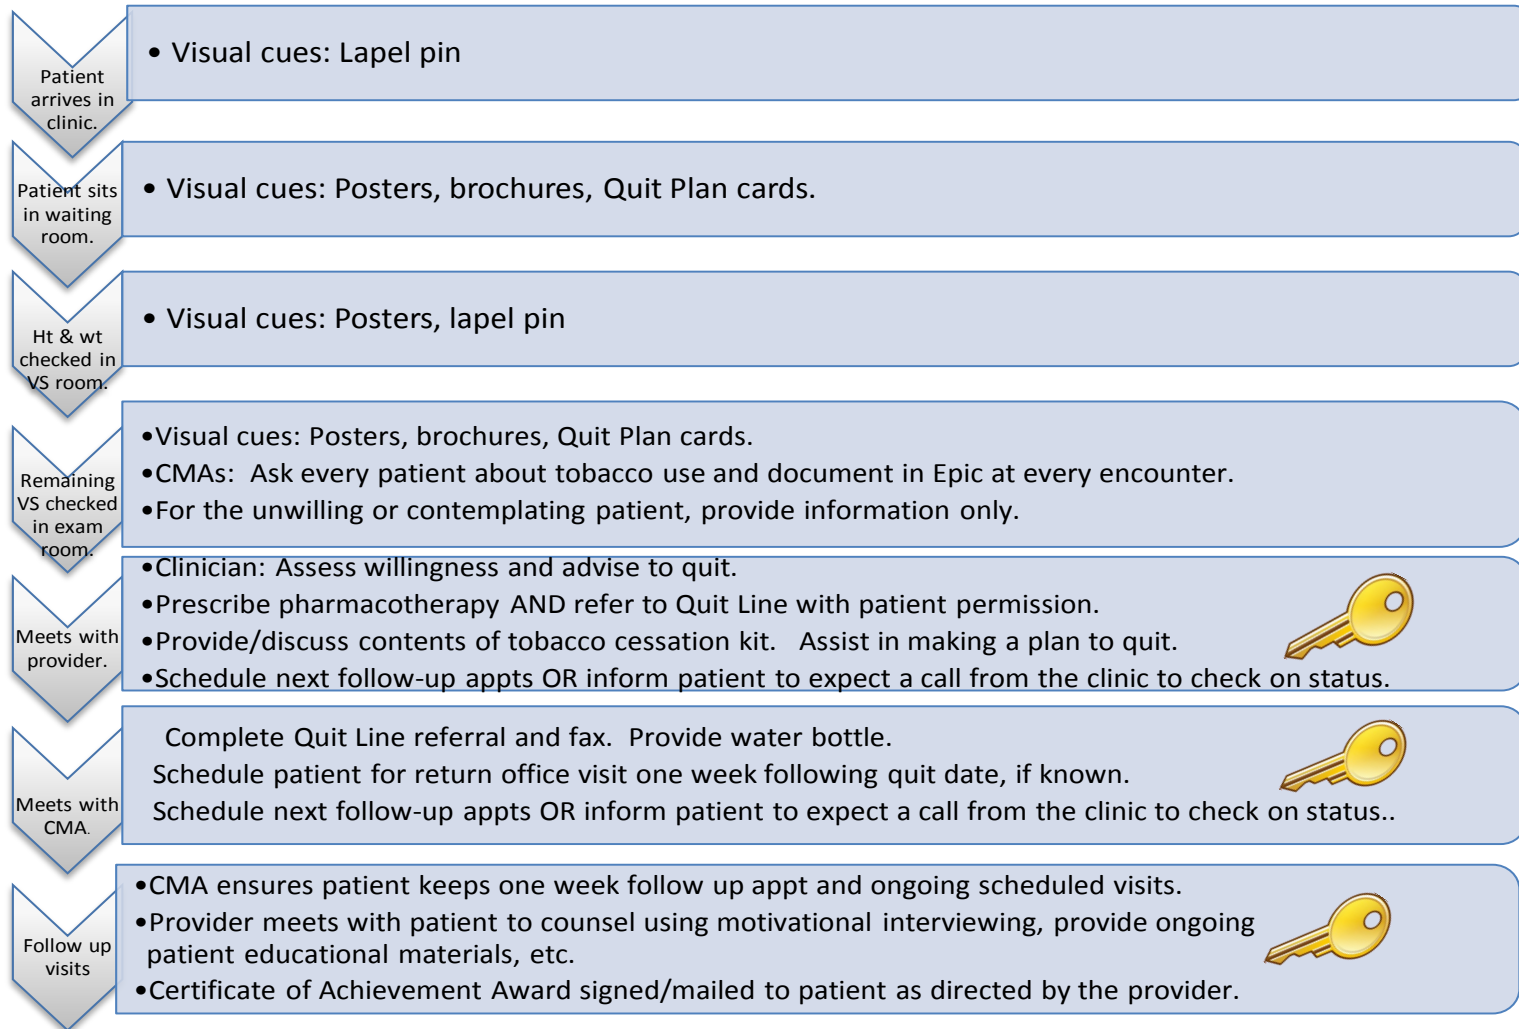 Patient
arrives in
clinic.
• Visual cues: Lapel pin
Patient sits
in waiting
room.
• Visual cues: Posters, brochures, Quit Plan cards.
Ht & wt
checked in
VS room.
• Visual cues: Posters, lapel pin
Remaining
VS checked
in exam
room.
•Visual cues: Posters, brochures, Quit Plan cards.
•CMAs: Ask every patient about tobacco use and document in Epic at every encounter.
•For the unwilling or contemplating patient, provide information only.
Meets with
provider.
•Clinician: Assess willingness and advise to quit.
•Prescribe pharmacotherapy AND refer to Quit Line with patient permission.
•Provide/discuss contents of tobacco cessation kit. Assist in making a plan to quit.
•Schedule next follow-up appts OR inform patient to expect a call from the clinic to check on status.
Meets with
CMA.
Complete Quit Line referral and fax. Provide water bottle.
Schedule patient for return office visit one week following quit date, if known.
Schedule next follow-up appts OR inform patient to expect a call from the clinic to check on status..
Follow up
visits
•CMA ensures patient keeps one week follow up appt and ongoing scheduled visits.
•Provider meets with patient to counsel using motivational interviewing, provide ongoing
patient educational materials, etc.
•Certificate of Achievement Award signed/mailed to patient as directed by the provider.